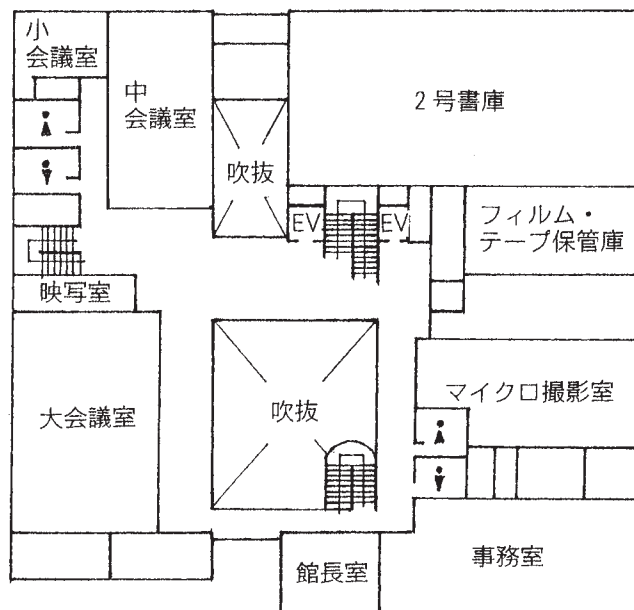 小
会議室
中
会議室
2号書庫
吹抜
EV
EV
フィルム・
テープ保管庫
映写室
大会議室
吹抜
マイクロ撮影室
館長室
事務室